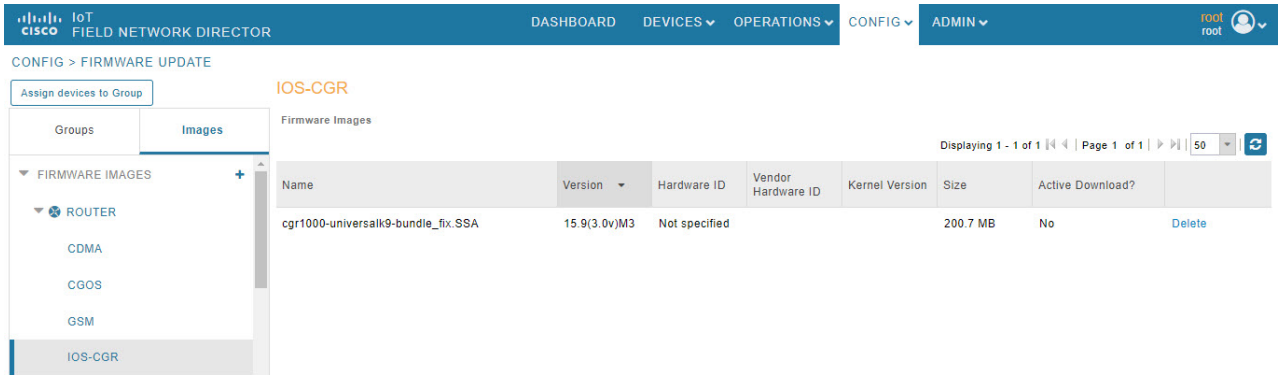 IoT
CISCO FIELD NETWORK DIRECTOR
DASHBOARD DEVICES OPERATIONS CONFIG ADMIN
root
root
CONFIG > FIRMWARE UPDATE
Assign devices to Group
IOS-CGR
Groups Images
Firmware Images
Displaying 1 - 1 of 1 | Page 1 of 1 | 50
FIRMWARE IMAGES +
Name Version Hardware ID Vendor Hardware ID Kernel Version Size Active Download?
ROUTER
cgr1000-universalk9-bundle_fix.SSA 15.9(3.0v)M3 Not specified 200.7 MB No Delete
CDMA
CGOS
GSM
IOS-CGR